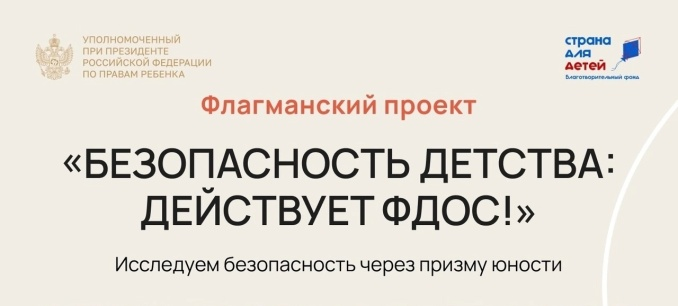 УПОЛНОМОЧЕННЫЙ
ПРИ ПРЕЗИДЕНТЕ
РОССИЙСКОЙ ФЕДЕРАЦИИ
ПО ПРАВАМ РЕБЕНКА
страна
для
детей
Благотворительный фонд
Флагманский проект
«БЕЗОПАСНОСТЬ ДЕТСТВА:
ДЕЙСТВУЕТ ФДОС!»
Исследуем безопасность через призму юности